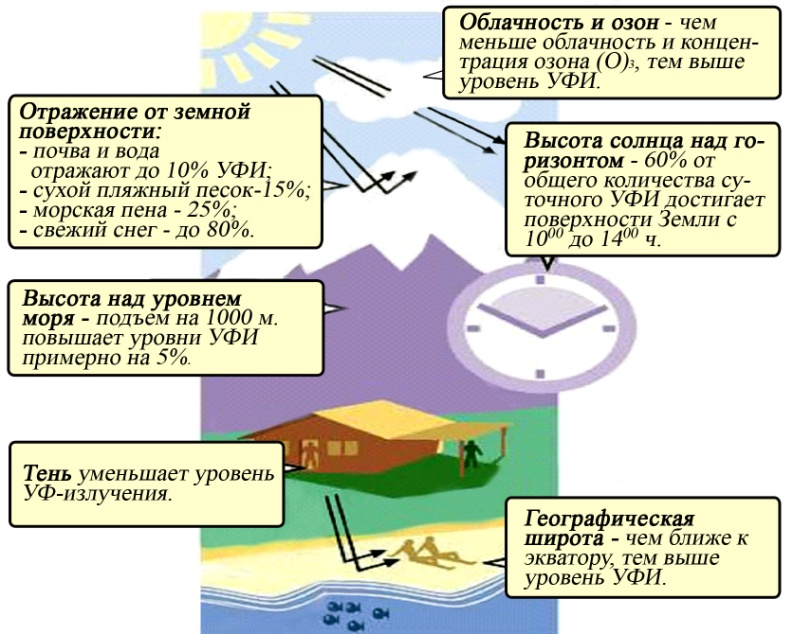 Облачность и озон - чем
меньше облачность и концен-
трация озона (О)₃, тем выше
уровень УФИ.
Отражение от земной
поверхности:
- почва и вода
отражают до 10% УФИ;
- сухой пляжный песок-15%;
- морская пена - 25%;
- свежий снег - до 80%.
Высота солнца над го-
ризонтом - 60% от
общего количества су-
точного УФИ достигает
поверхности Земли с
10⁰⁰ до 14⁰⁰ ч.
Высота над уровнем
моря - подъем на 1000 м.
повышает уровни УФИ
примерно на 5%.
Тень уменьшает уровень
УФ-излучения.
Географическая
широта - чем ближе к
экватору, тем выше
уровень УФИ.